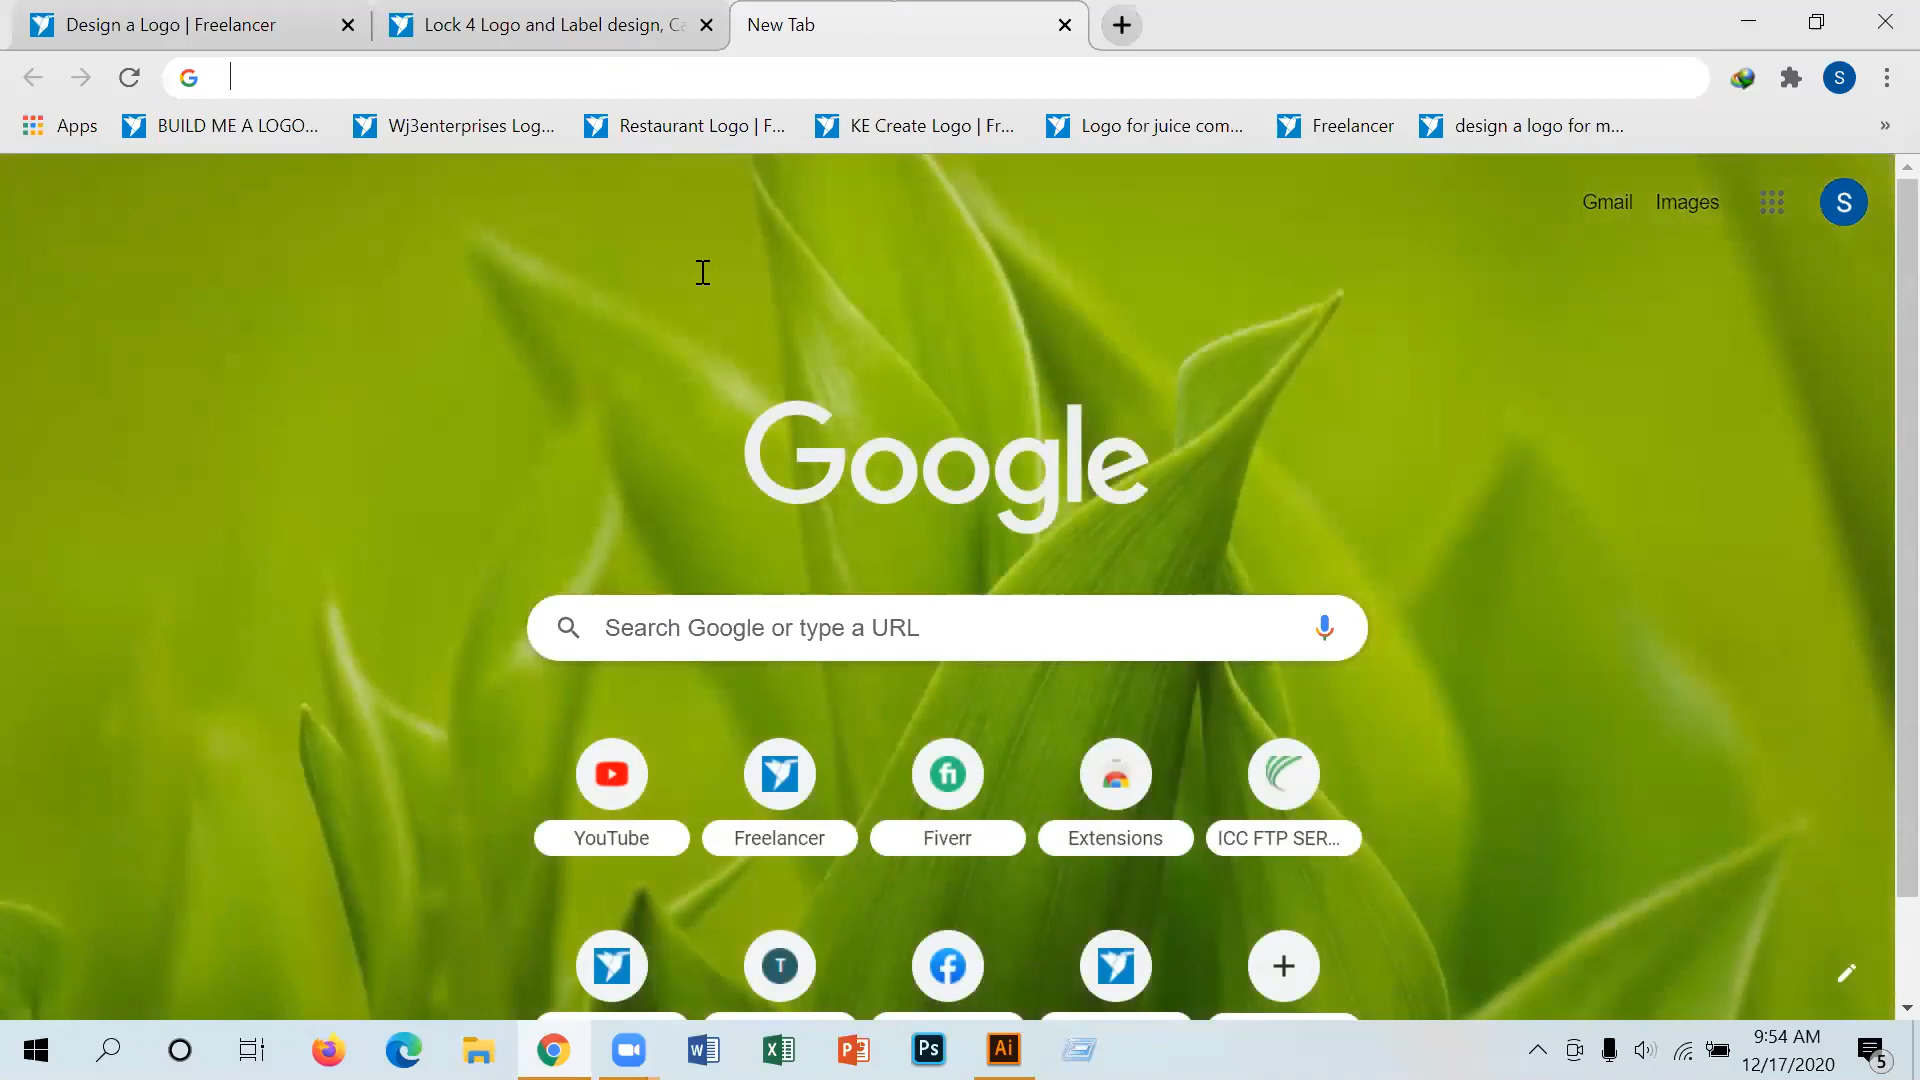 Design a Logo | Freelancer
Lock 4 Logo and Label design, Ca
New Tab
S
Apps
BUILD ME A LOGO...
Wj3enterprises Log...
Restaurant Logo | F...
KE Create Logo | Fr...
Logo for juice com...
Freelancer
design a logo for m...
»
Gmail
Images
S
Google
Search Google or type a URL
YouTube
Freelancer
Fiverr
Extensions
ICC FTP SER...
T
Ps
Ai
9:54 AM
12/17/2020
5